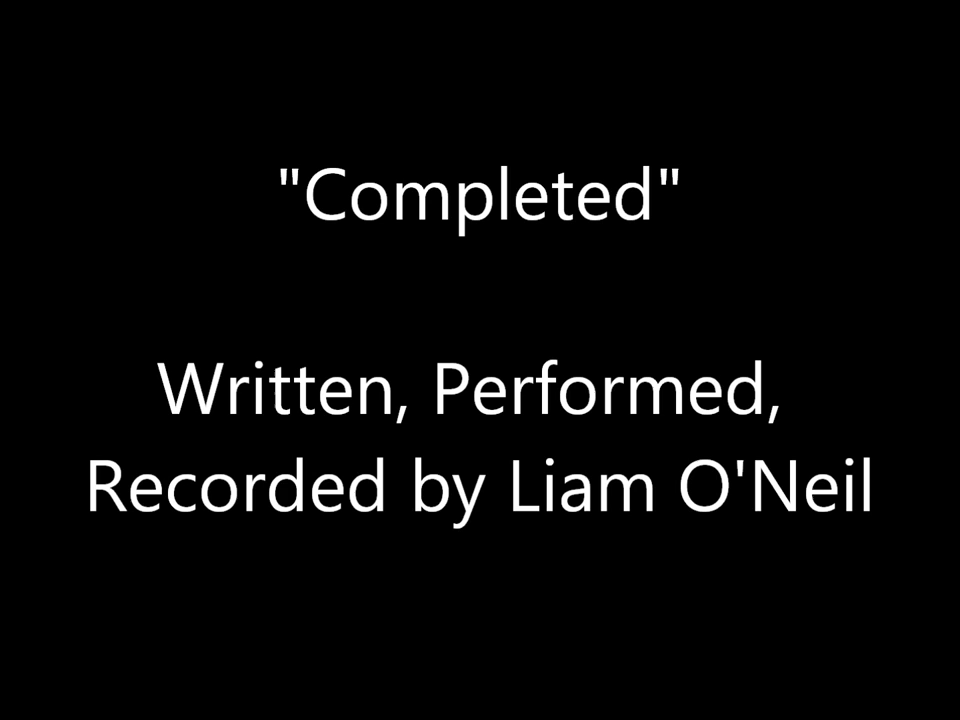 "Completed"
Written, Performed,
Recorded by Liam O'Neil